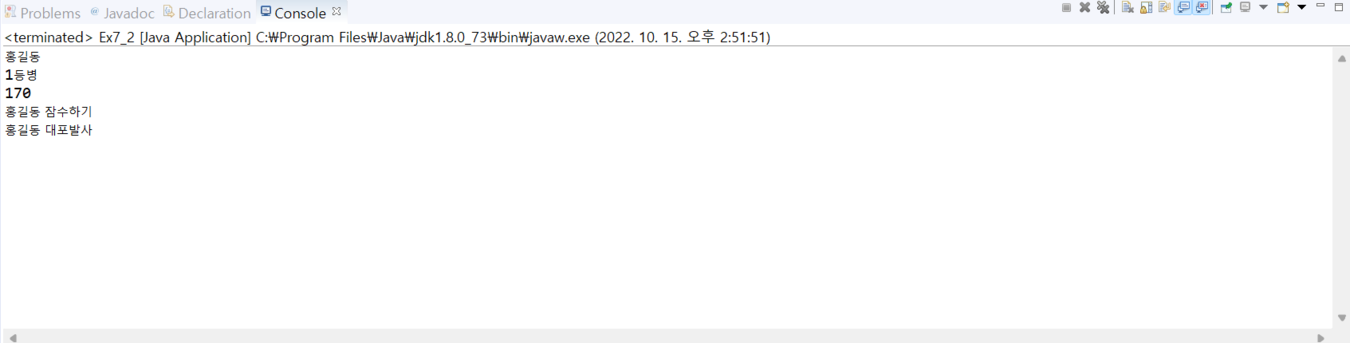 Problems Javadoc Declaration Console
<terminated> Ex7_2 [Java Application] C:₩Program Files₩Java₩jdk1.8.0_73₩bin₩javaw.exe (2022. 10. 15. 오후 2:51:51)
홍길동
1등병
170
홍길동 잠수하기
홍길동 대포발사